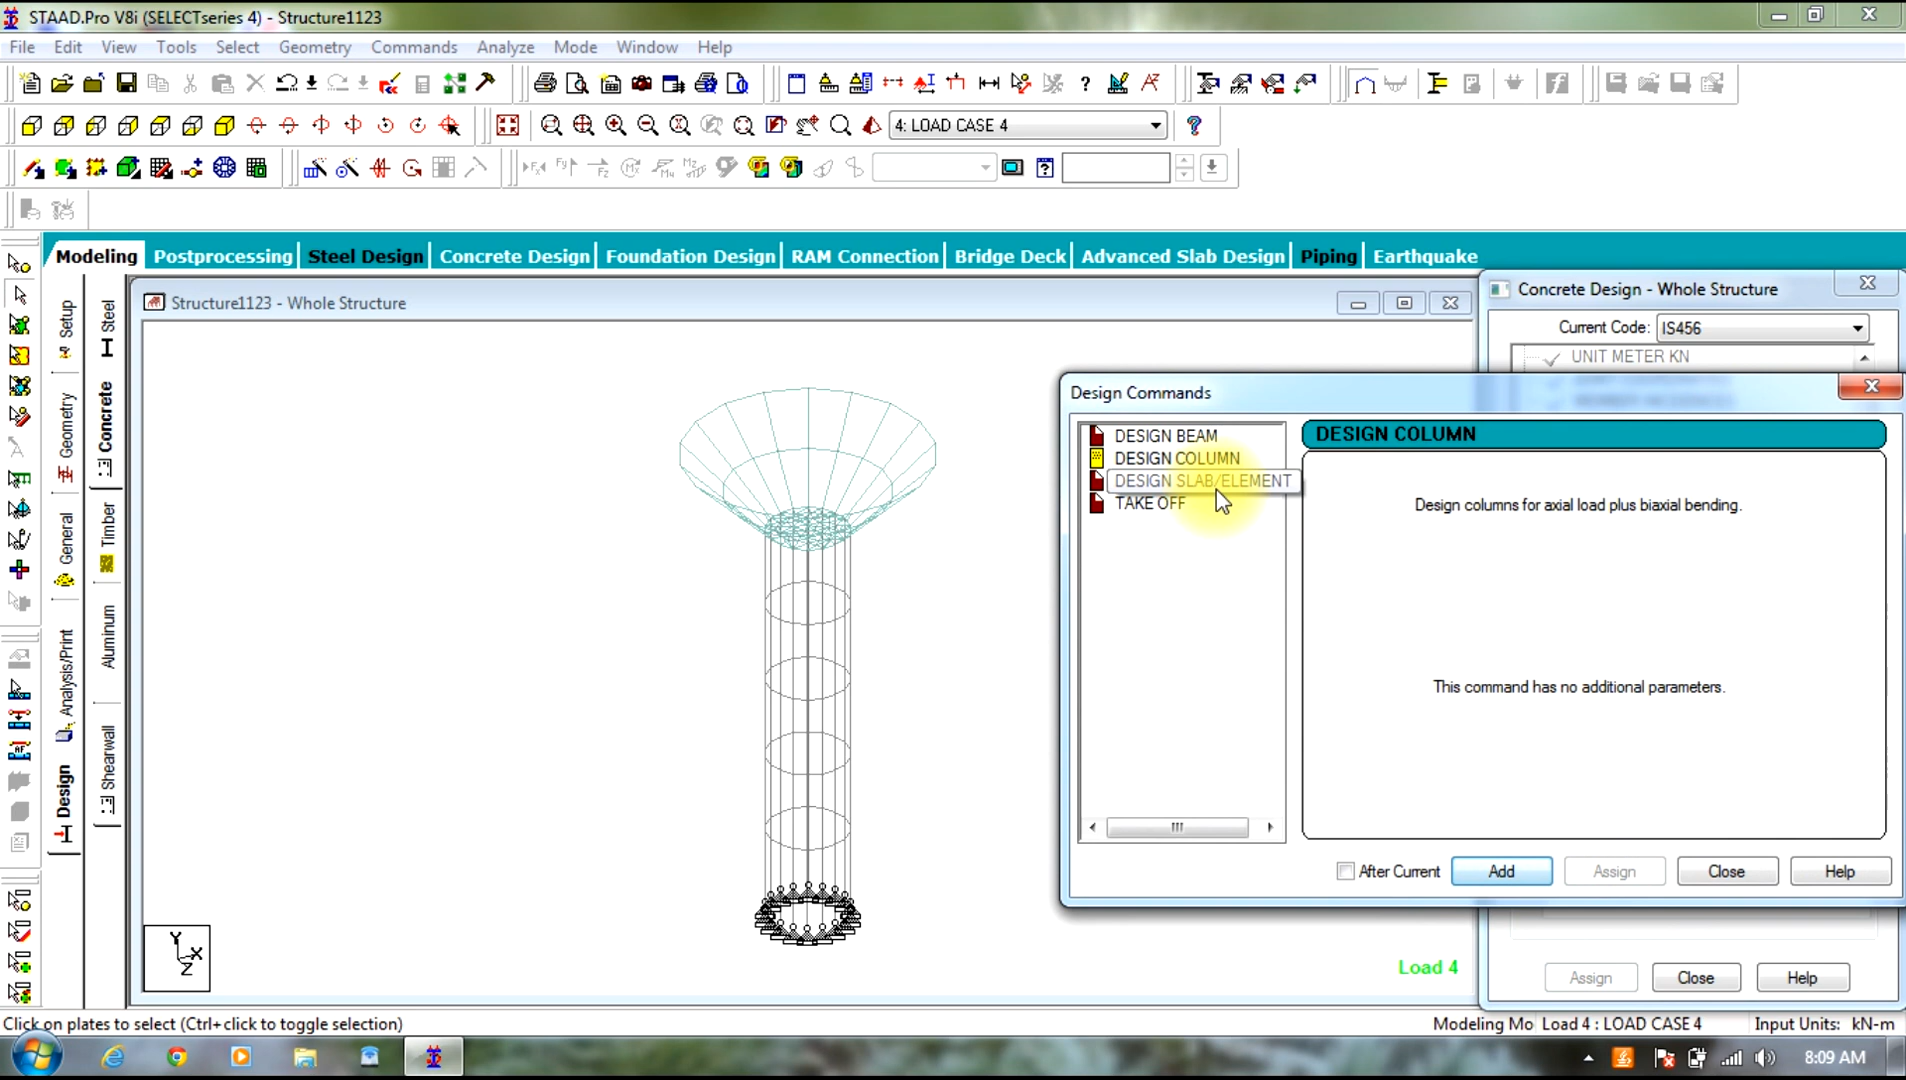 STAAD.Pro V8i (SELECTseries 4) - Structure1123
File Edit View Tools Select Geometry Commands Analyze Mode Window Help
4: LOAD CASE 4
Modeling Postprocessing Steel Design Concrete Design Foundation Design RAM Connection Bridge Deck Advanced Slab Design Piping Earthquake
Setup
Geometry
General
Analysis/Print
Design
Steel
Concrete
Timber
Aluminum
Shearwall
Structure1123 - Whole Structure
Y
X
Z
Load 4
Concrete Design - Whole Structure
Current Code: IS456
UNIT METER KN
Design Commands
DESIGN BEAM
DESIGN COLUMN
DESIGN SLAB/ELEMENT
TAKE OFF
DESIGN COLUMN
Design columns for axial load plus biaxial bending.
This command has no additional parameters.
After Current Add Assign Close Help
Assign Close Help
Click on plates to select (Ctrl+click to toggle selection)
Modeling Mo Load 4 : LOAD CASE 4 Input Units: kN-m
8:09 AM